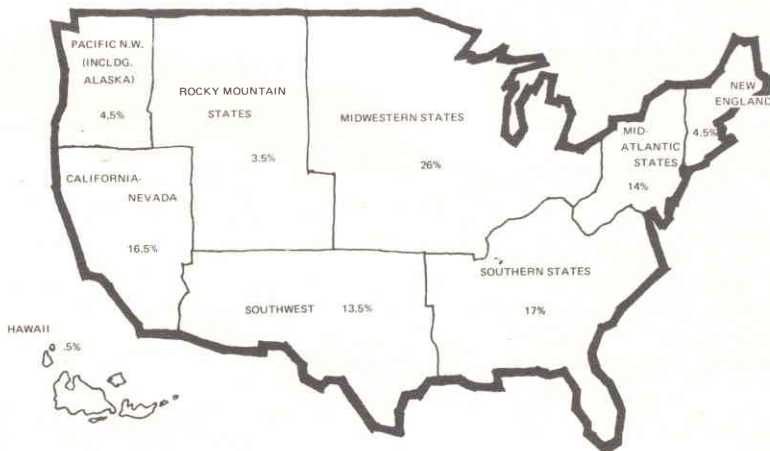 PACIFIC N.W.
(INCLDG.
ALASKA)
4.5%
ROCKY MOUNTAIN
STATES
3.5%
MIDWESTERN STATES
26%
NEW
ENGLAND
4.5%
MID-
ATLANTIC
STATES
14%
CALIFORNIA-
NEVADA
16.5%
SOUTHWEST 13.5%
SOUTHERN STATES
17%
HAWAII
.5%